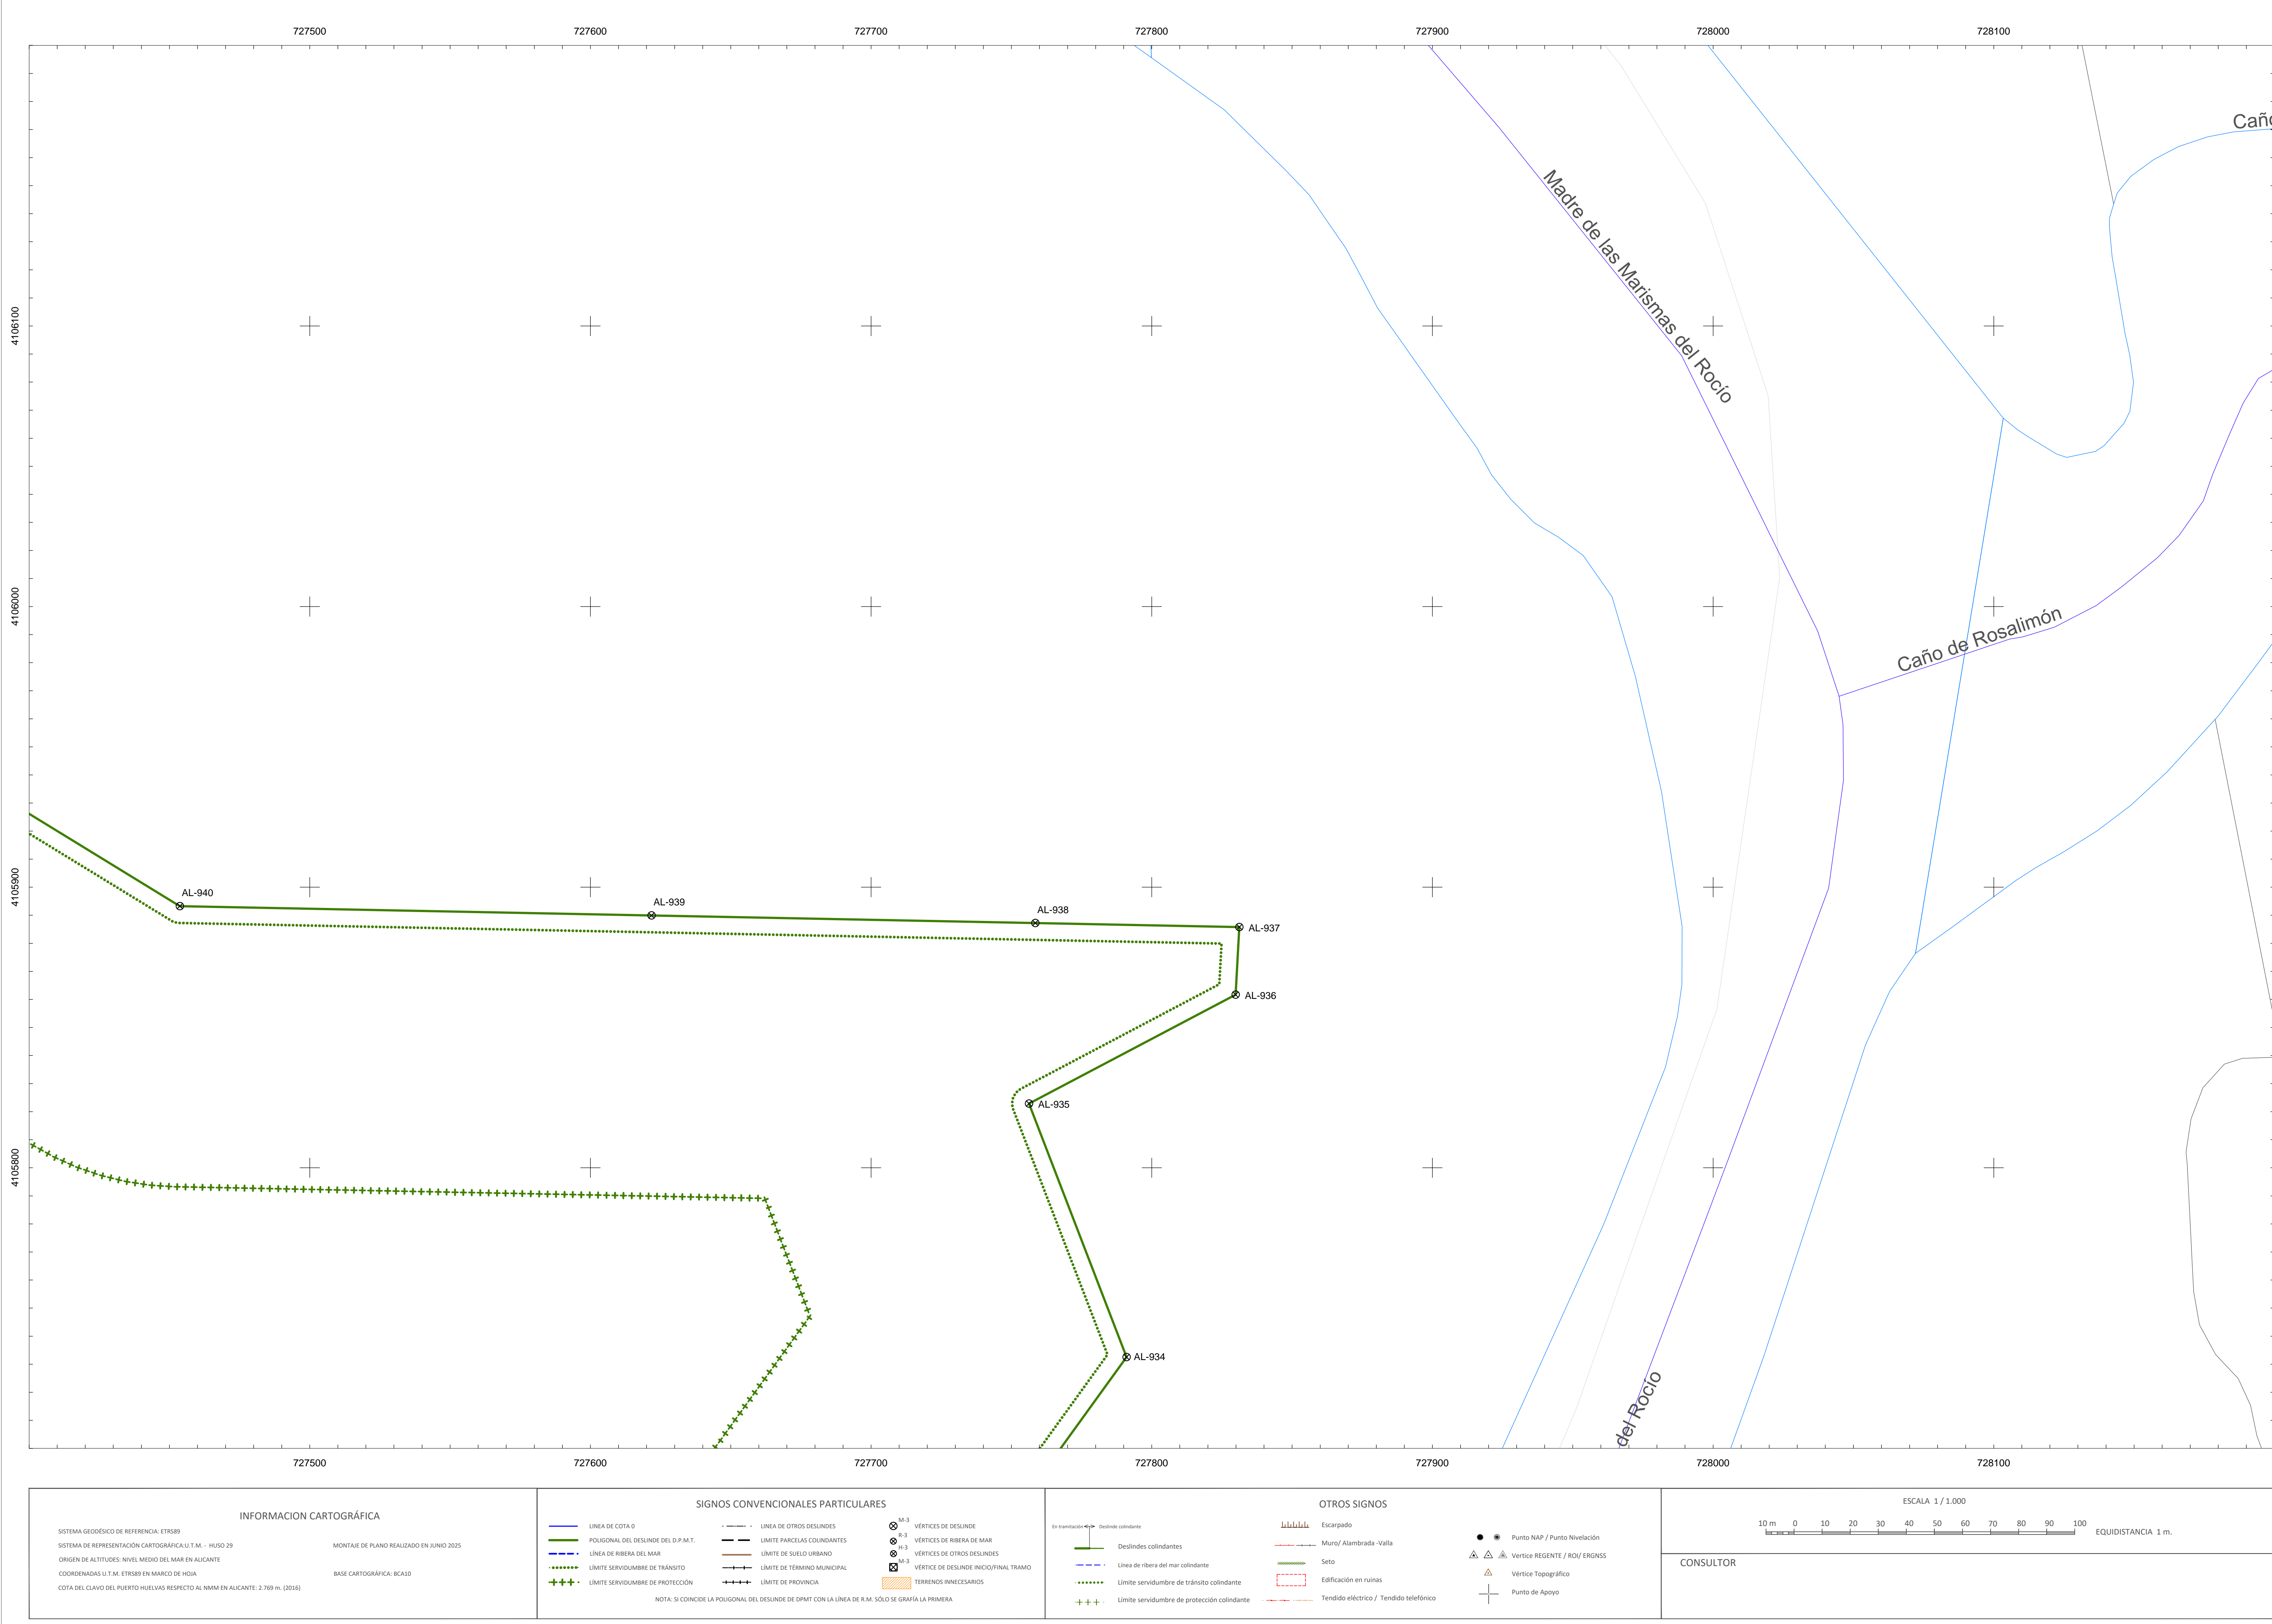 727500 727600 727700 727800 727900 728000 728100
Caño
Madre de las Marismas del Rocío
4106100
4106000
Caño de Rosalimón
4105900
AL-940
AL-939
AL-938
AL-937
AL-936
AL-935
4105800
AL-934
del Rocío
727500 727600 727700 727800 727900 728000 728100
INFORMACION CARTOGRÁFICA
SISTEMA GEODÉSICO DE REFERENCIA: ETRS89
SISTEMA DE REPRESENTACIÓN CARTOGRÁFICA:U.T.M. - HUSO 29
MONTAJE DE PLANO REALIZADO EN JUNIO 2025
ORIGEN DE ALTITUDES: NIVEL MEDIO DEL MAR EN ALICANTE
COORDENADAS U.T.M. ETRS89 EN MARCO DE HOJA
BASE CARTOGRÁFICA: BCA10
COTA DEL CLAVO DEL PUERTO HUELVAS RESPECTO AL NMM EN ALICANTE: 2.769 m. (2016)
SIGNOS CONVENCIONALES PARTICULARES
LINEA DE COTA 0
POLIGONAL DEL DESLINDE DEL D.P.M.T.
LÍNEA DE RIBERA DEL MAR
LÍMITE SERVIDUMBRE DE TRÁNSITO
LÍMITE SERVIDUMBRE DE PROTECCIÓN
LINEA DE OTROS DESLINDES
LIMITE PARCELAS COLINDANTES
LÍMITE DE SUELO URBANO
LÍMITE DE TÉRMINO MUNICIPAL
LÍMITE DE PROVINCIA
M-3 VÉRTICES DE DESLINDE
R-3 VÉRTICES DE RIBERA DE MAR
H-3 VÉRTICES DE OTROS DESLINDES
M-3 VÉRTICE DE DESLINDE INICIO/FINAL TRAMO
TERRENOS INNECESARIOS
NOTA: SI COINCIDE LA POLIGONAL DEL DESLINDE DE DPMT CON LA LÍNEA DE R.M. SÓLO SE GRAFÍA LA PRIMERA
OTROS SIGNOS
En tramitación Deslinde colindante
Deslindes colindantes
Línea de ribera del mar colindante
Límite servidumbre de tránsito colindante
Límite servidumbre de protección colindante
Escarpado
Muro/ Alambrada -Valla
Seto
Edificación en ruinas
Tendido eléctrico / Tendido telefónico
Punto NAP / Punto Nivelación
Vertice REGENTE / ROI/ ERGNSS
Vértice Topográfico
Punto de Apoyo
ESCALA 1 / 1.000
10 m 0 10 20 30 40 50 60 70 80 90 100
EQUIDISTANCIA 1 m.
CONSULTOR